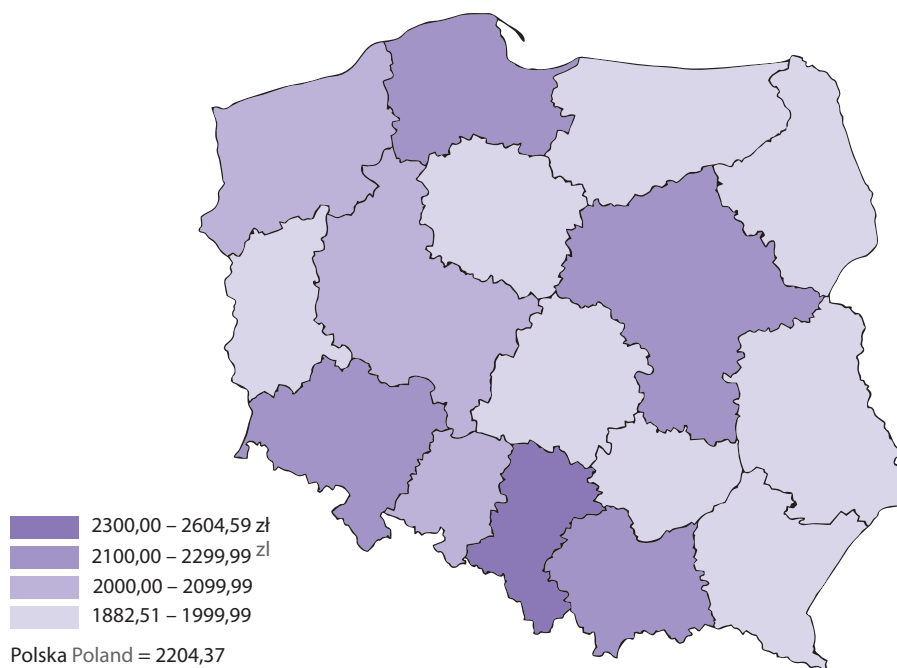 2300,00 – 2604,59 zł
2100,00 – 2299,99 zl
2000,00 – 2099,99
1882,51 – 1999,99
Polska Poland = 2204,37